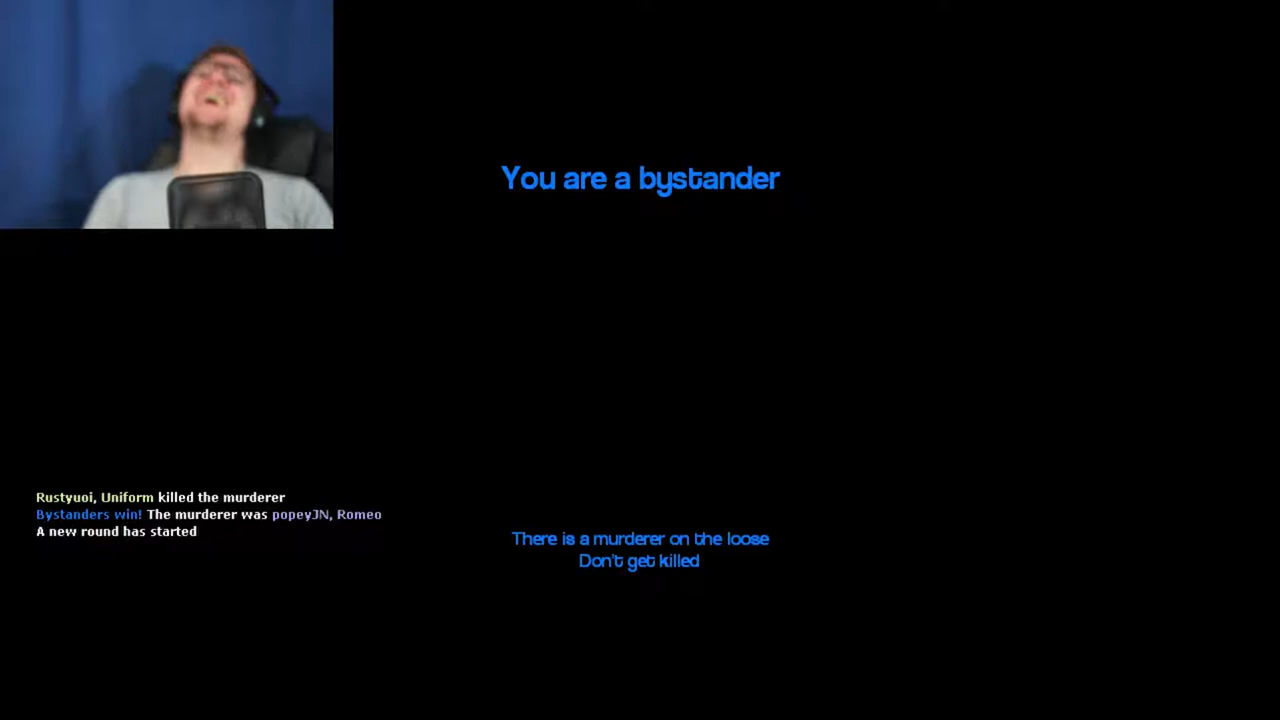 You are a bystander
Rustyuoi, Uniform killed the murderer
Bystanders win! The murderer was popeyJN, Romeo
A new round has started
There is a murderer on the loose
Don't get killed